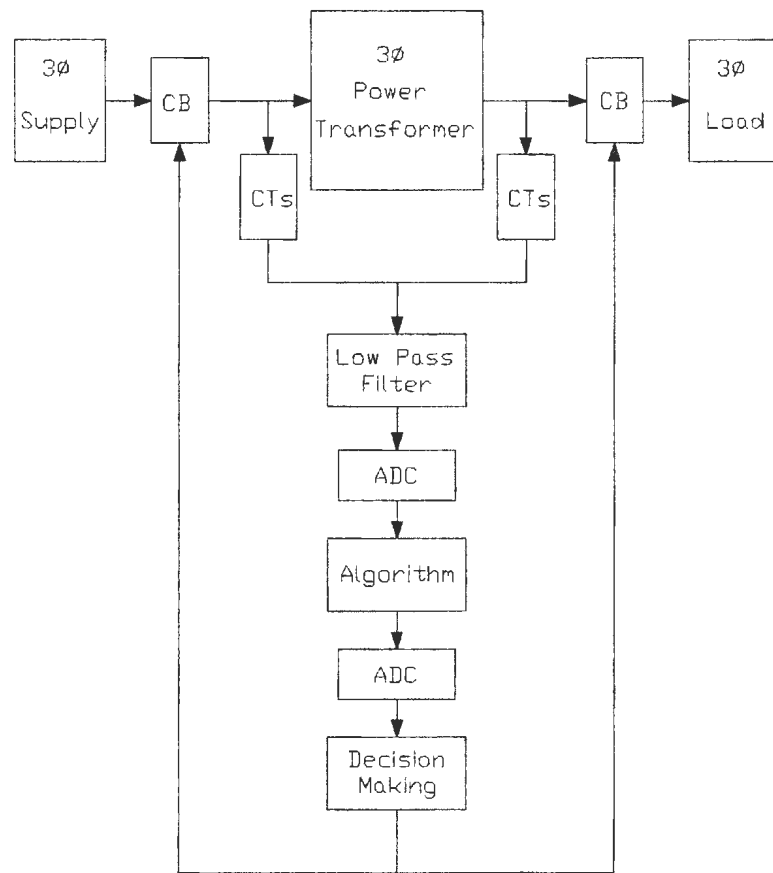 3ø
Supply
CB
3ø
Power
Transformer
CB
3ø
Load
CTs
CTs
Low Pass
Filter
ADC
Algorithm
ADC
Decision
Making